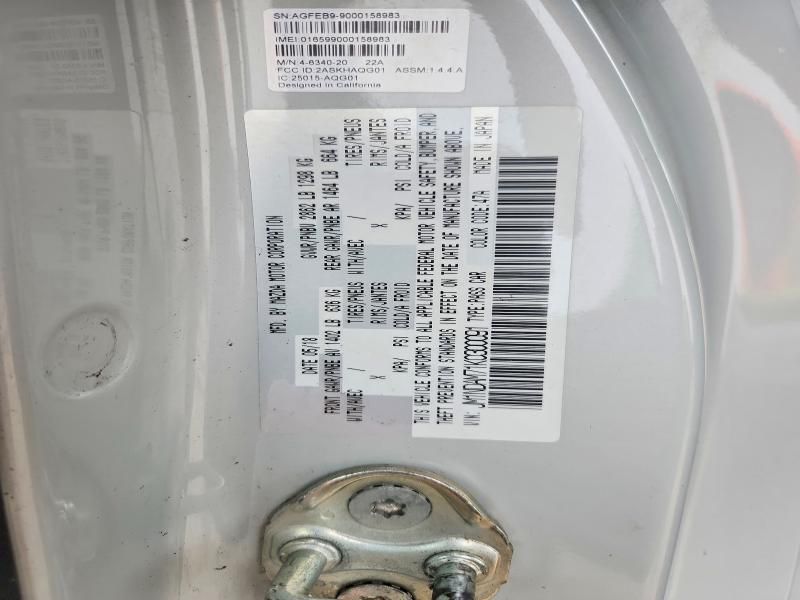 SN:AGFEB9-9000158983
IMEI:016599000158983
M/N:4-6340-20 22A
FCC ID:2ASKHAQG01 ASSM:1.4.4.A
IC:25015-AQG01
Designed in California
MFD. BY MAZDA MOTOR CORPORATION
DATE 05/18 GVWR/PNBV 2862 LB 1298 KG
FRONT GAWR/PNBE AV 1402 LB 636 KG REAR GAWR/PNBE AR 1464 LB 664 KG
WITH/AVEC / TIRES/PNEUS WITH/AVEC / TIRES/PNEUS
X RIMS/JANTES X RIMS/JANTES
KPA/ PSI COLD/A FROID KPA/ PSI COLD/A FROID
THIS VEHICLE CONFORMS TO ALL APPLICABLE FEDERAL MOTOR VEHICLE SAFETY, BUMPER, AND
THEFT PREVENTION STANDARDS IN EFFECT ON THE DATE OF MANUFACTURE SHOWN ABOVE.
VIN: JM1NDAM7XK0300091 TYPE:PASS CAR COLOR CODE:47A MADE IN JAPAN